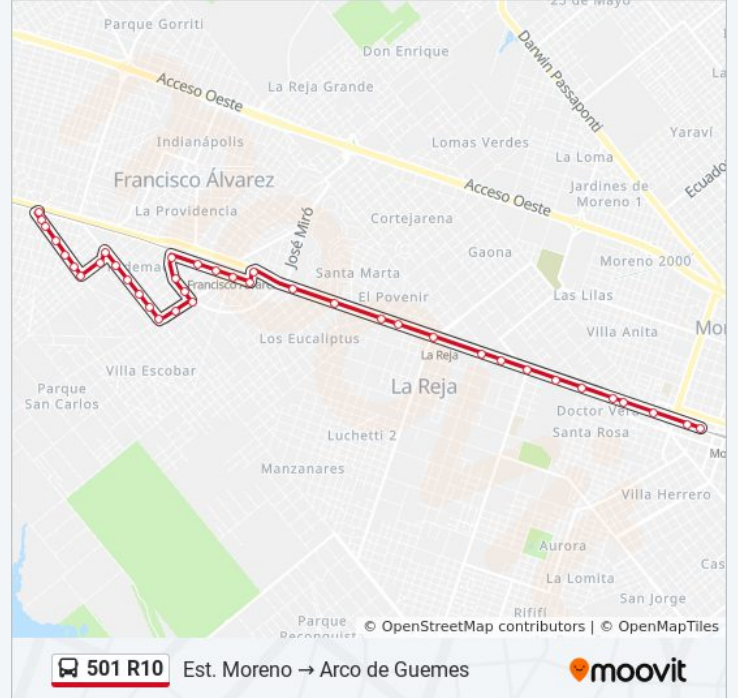 25 de Mayo
Parque Gorriti
Don Enrique
Darwin Passaponti
Acceso Oeste
La Reja Grande
Yaraví
Indianápolis
Lomas Verdes
La Loma
Ecuado
Francisco Álvarez
Acceso Oeste
Jardines de
Moreno 1
La Providencia
José Miró
Cortejarena
Gaona
Moreno 2000
Santa Marta
El Povenir
Las Lilas
Los Eucaliptus
Villa Anita
La Reja
Villa Escobar
La Reja
Parque
San Carlos
Santa Rosa
Luchetti 2
Manzanares
Villa Herrero
Aurora
La Lomita
San Jorge
Parque
© OpenStreetMap contributors | © OpenMapTiles
501 R10
Est. Moreno → Arco de Guemes
moovit